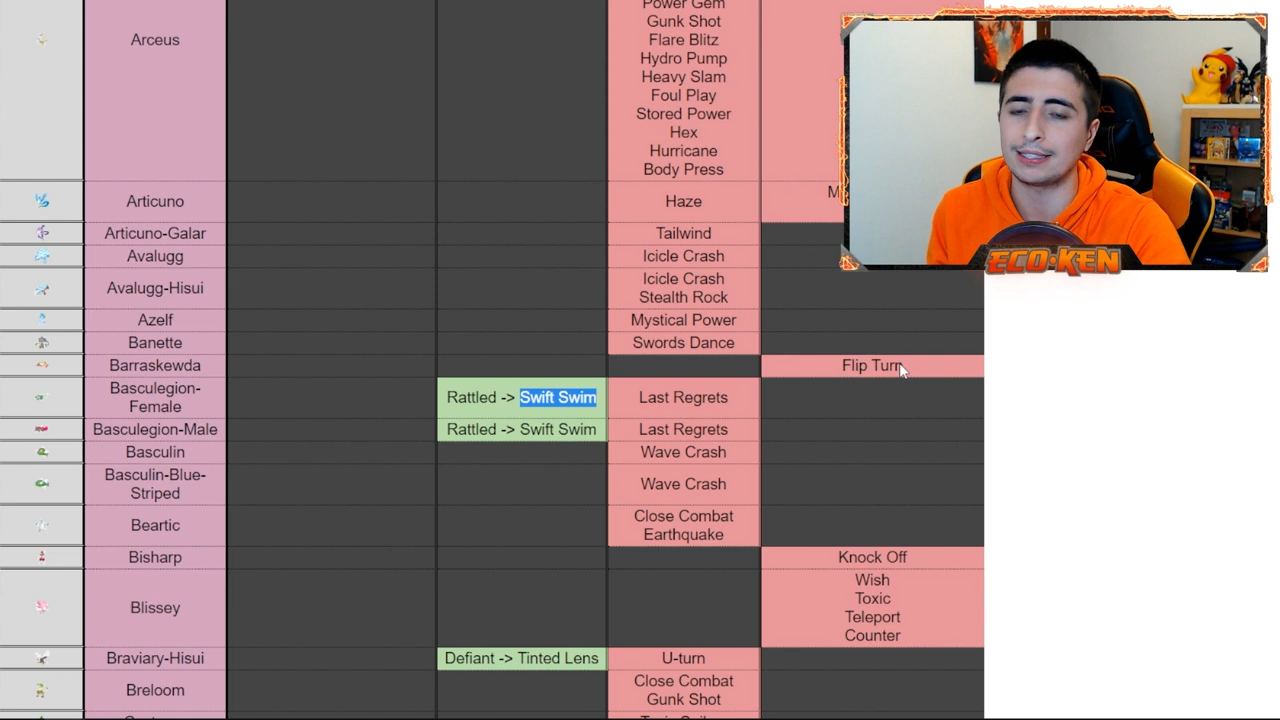 Power Gem
Arceus
Gunk Shot
Flare Blitz
Hydro Pump
Heavy Slam
Foul Play
Stored Power
Hex
Hurricane
Body Press
Articuno
Haze
M
Articuno-Galar
Tailwind
Avalugg
Icicle Crash
Avalugg-Hisui
Icicle Crash
Stealth Rock
Azelf
Mystical Power
Banette
Swords Dance
Barraskewda
Flip Turn
Basculegion-
Female
Rattled -> Swift Swim
Last Regrets
Basculegion-Male
Rattled -> Swift Swim
Last Regrets
Basculin
Wave Crash
Basculin-Blue-
Striped
Wave Crash
Beartic
Close Combat
Earthquake
Bisharp
Knock Off
Blissey
Wish
Toxic
Teleport
Counter
Braviary-Hisui
Defiant -> Tinted Lens
U-turn
Breloom
Close Combat
Gunk Shot
ECO-KEN